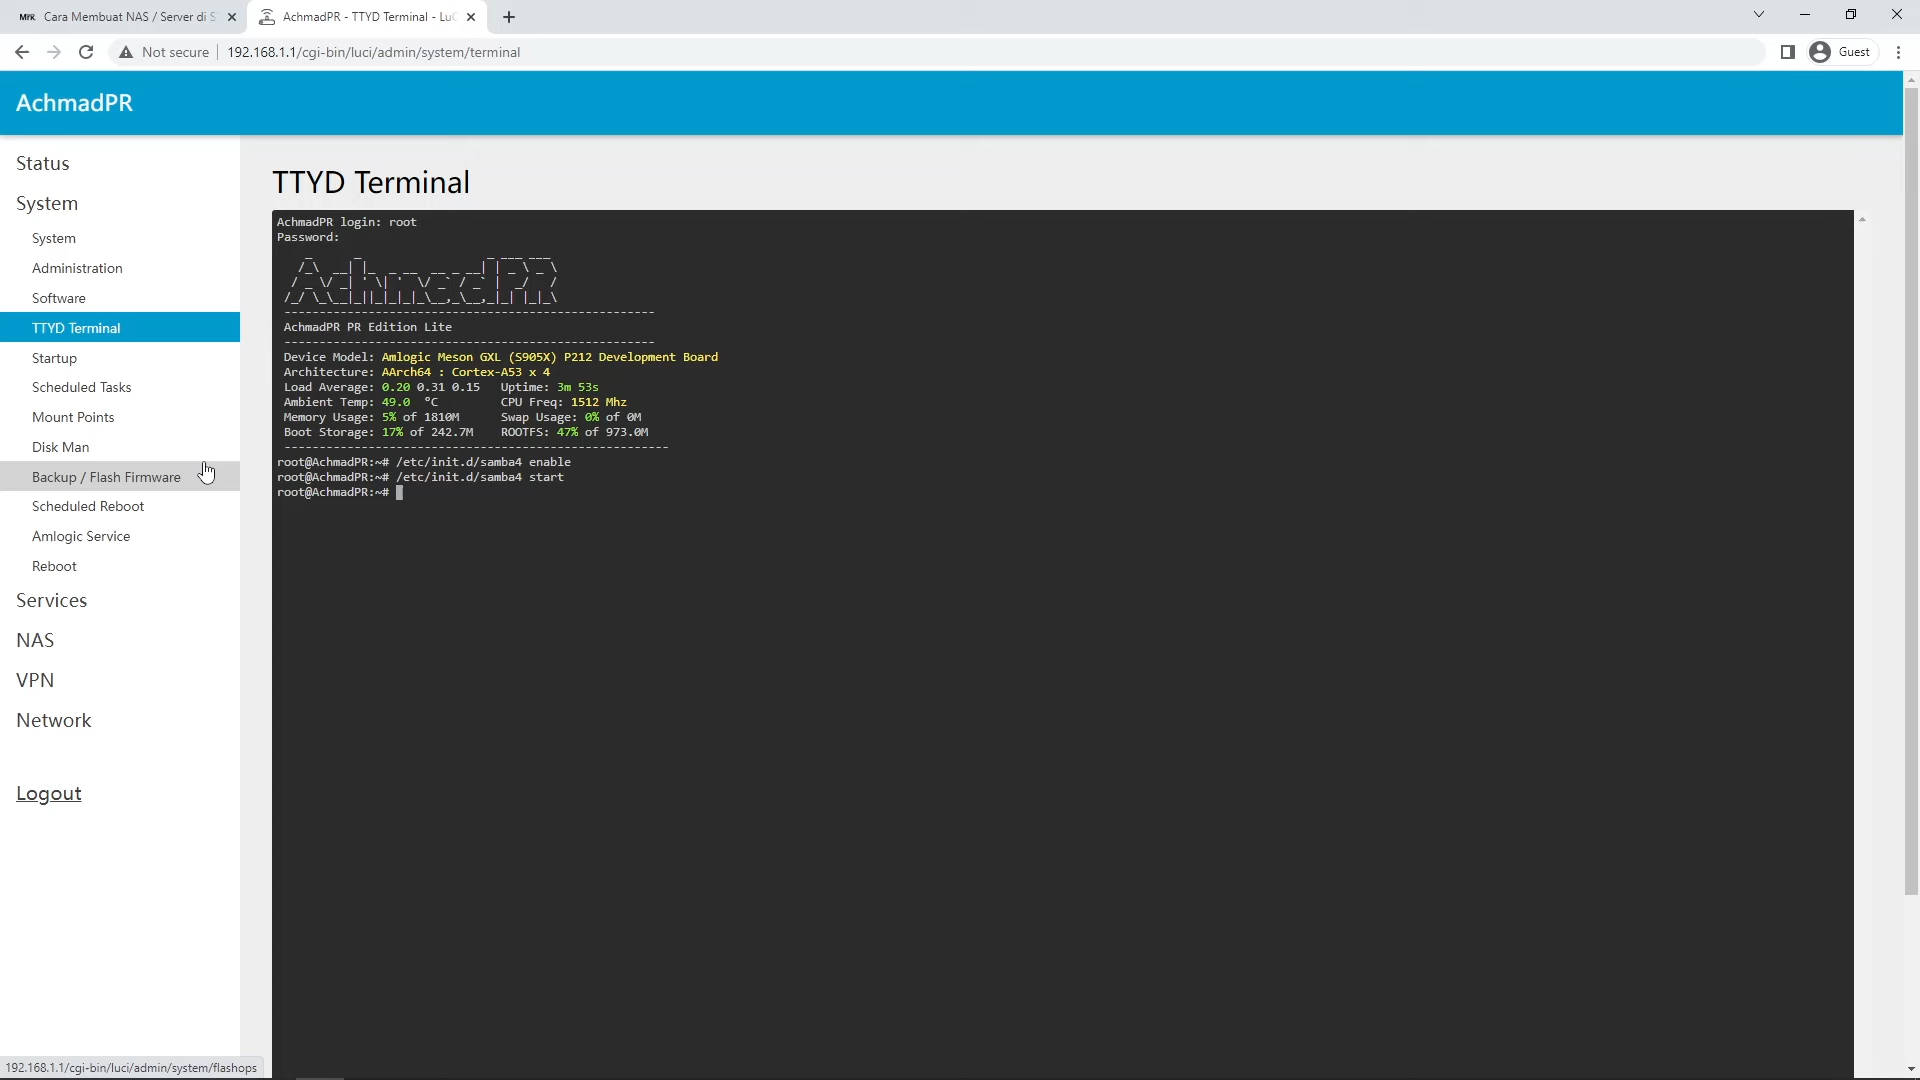 MFK Cara Membuat NAS / Server di S
AchmadPR - TTYD Terminal - LuC
Not secure
192.168.1.1/cgi-bin/luci/admin/system/terminal
Guest
AchmadPR
Status
System
System
Administration
Software
TTYD Terminal
Startup
Scheduled Tasks
Mount Points
Disk Man
Backup / Flash Firmware
Scheduled Reboot
Amlogic Service
Reboot
Services
NAS
VPN
Network
Logout
192.168.1.1/cgi-bin/luci/admin/system/flashops
TTYD Terminal
AchmadPR login: root
Password:
AchmadPR
AchmadPR PR Edition Lite
Device Model: Amlogic Meson GXL (S905X) P212 Development Board
Architecture: AArch64 : Cortex-A53 x 4
Load Average: 0.20 0.31 0.15 Uptime: 3m 53s
Ambient Temp: 49.0 °C CPU Freq: 1512 Mhz
Memory Usage: 5% of 1810M Swap Usage: 0% of 0M
Boot Storage: 17% of 242.7M ROOTFS: 47% of 973.0M
root@AchmadPR:~# /etc/init.d/samba4 enable
root@AchmadPR:~# /etc/init.d/samba4 start
root@AchmadPR:~#